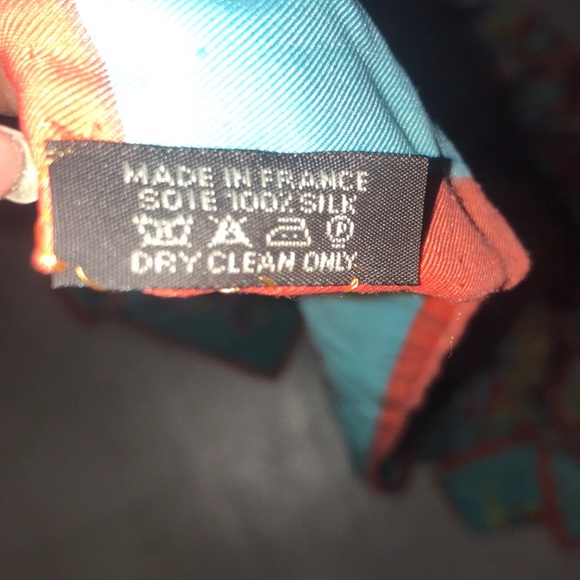 MADE IN FRANCE
SOIE 100% SILK
P
DRY CLEAN ONLY